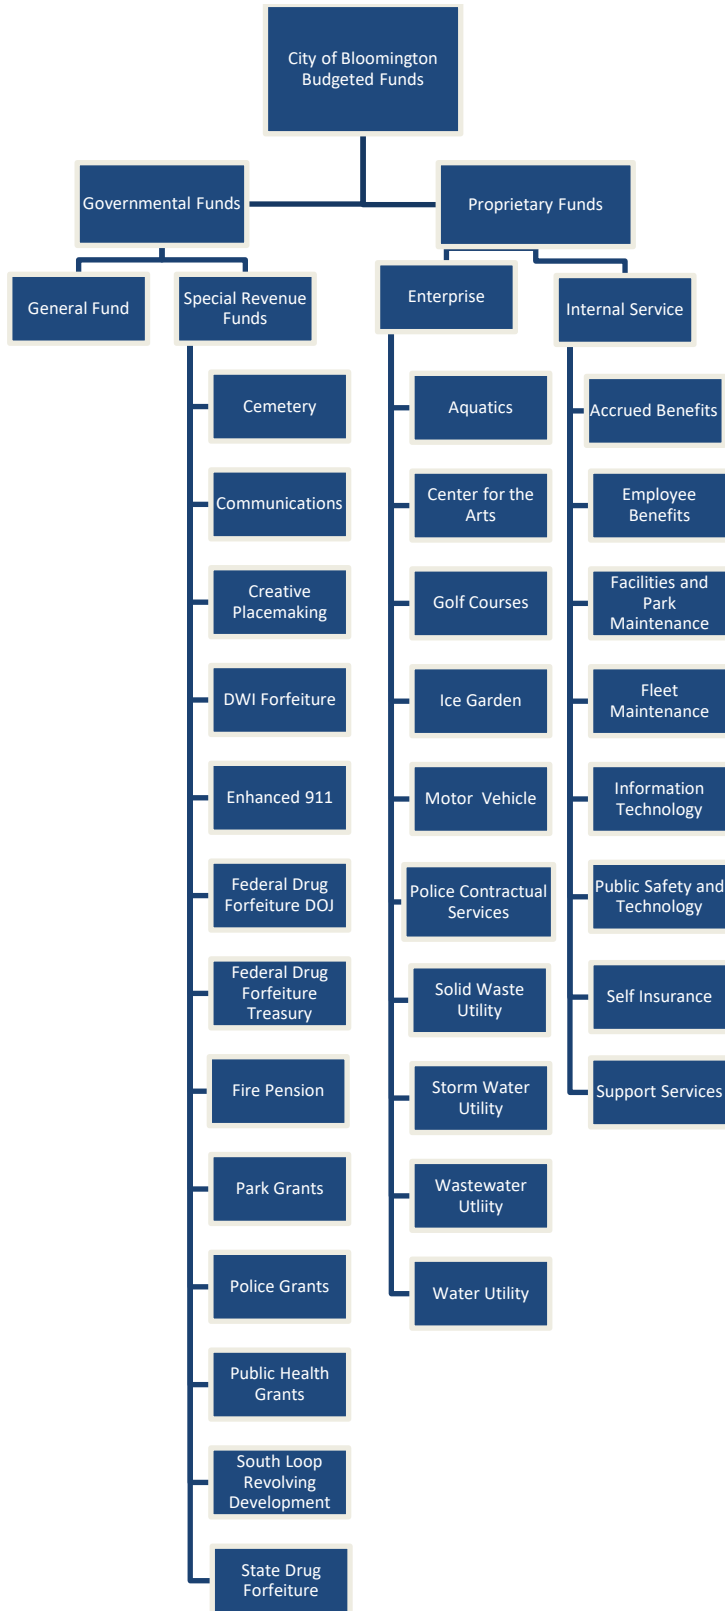 City of Bloomington
Budgeted Funds
Governmental Funds
Proprietary Funds
General Fund
Special Revenue
Funds
Enterprise
Internal Service
Cemetery
Communications
Creative
Placemaking
DWI Forfeiture
Enhanced 911
Federal Drug
Forfeiture DOJ
Federal Drug
Forfeiture
Treasury
Fire Pension
Park Grants
Police Grants
Public Health
Grants
South Loop
Revolving
Development
State Drug
Forfeiture
Aquatics
Center for the
Arts
Golf Courses
Ice Garden
Motor  Vehicle
Police Contractual
Services
Solid Waste
Utility
Storm Water
Utility
Wastewater
Utliity
Water Utility
Accrued Benefits
Employee
Benefits
Facilities and
Park
Maintenance
Fleet
Maintenance
Information
Technology
Public Safety and
Technology
Self Insurance
Support Services